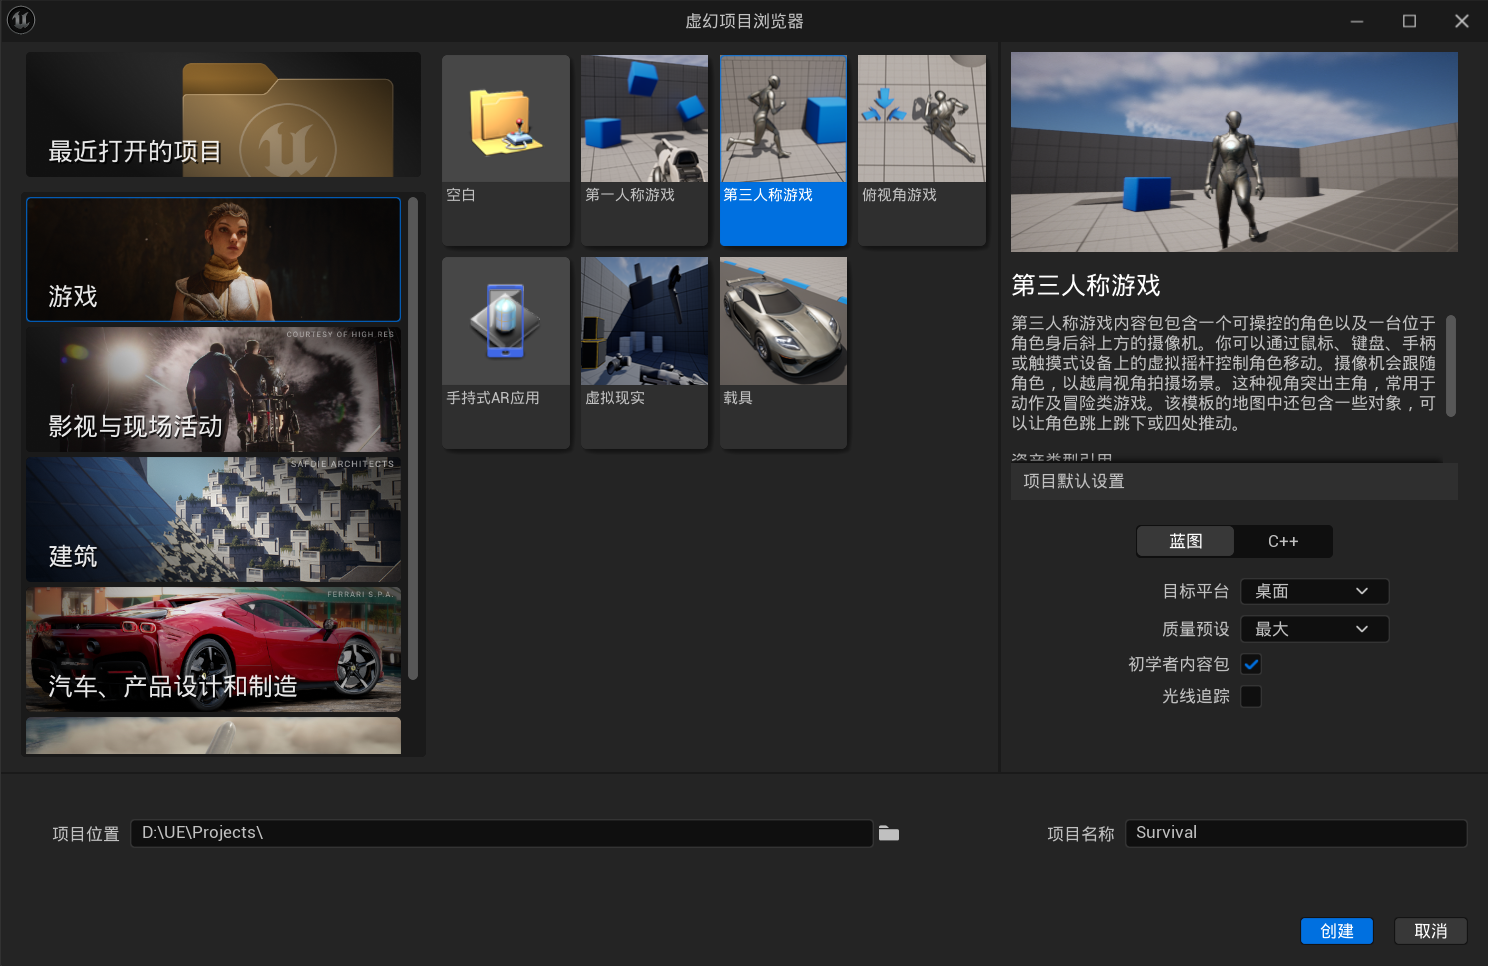 虚幻项目浏览器
最近打开的项目
游戏
COURTESY OF HIGH RES
影视与现场活动
SAFDIE ARCHITECTS
建筑
FERRARI S.P.A.
汽车、产品设计和制造
空白
第一人称游戏
第三人称游戏
俯视角游戏
手持式AR应用
虚拟现实
载具
第三人称游戏
第三人称游戏内容包包含一个可操控的角色以及一台位于
角色身后斜上方的摄像机。你可以通过鼠标、键盘、手柄
或触摸式设备上的虚拟摇杆控制角色移动。摄像机会跟随
角色，以越肩视角拍摄场景。这种视角突出主角，常用于
动作及冒险类游戏。该模板的地图中还包含一些对象，可
以让角色跳上跳下或四处推动。
资产类型引用
项目默认设置
蓝图
C++
目标平台 桌面
质量预设 最大
初学者内容包
光线追踪
项目位置 D:\UE\Projects\
项目名称 Survival
创建
取消